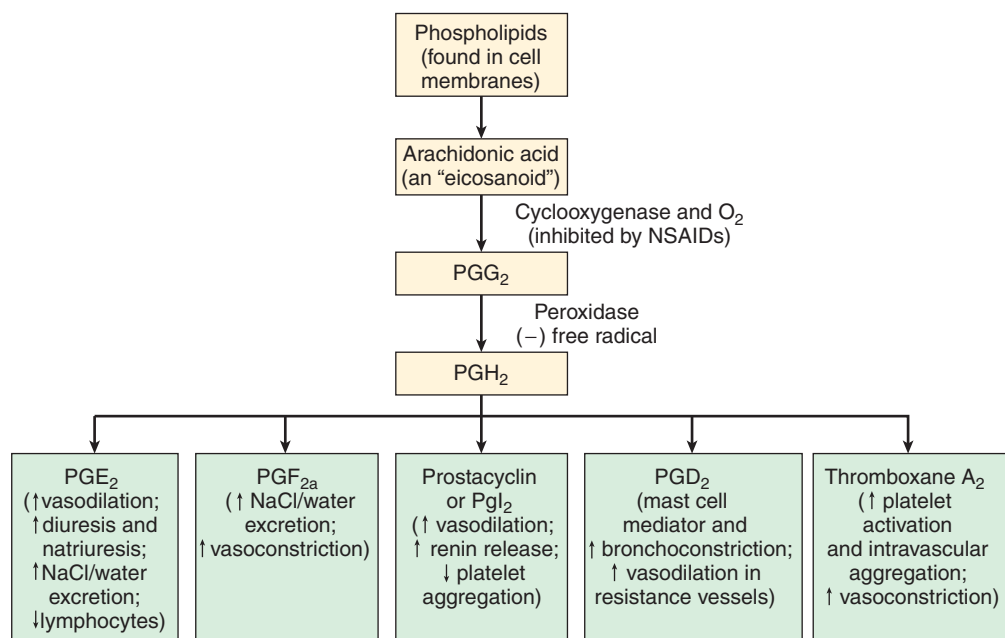 Phospholipids
(found in cell
membranes)
Arachidonic acid
(an “eicosanoid”)
Cyclooxygenase and O₂
(inhibited by NSAIDs)
PGG₂
Peroxidase
(−) free radical
PGH₂
PGE₂
(↑vasodilation;
↑diuresis and
natriuresis;
↑NaCl/water
excretion;
↓lymphocytes)
PGF₂ₐ
(↑ NaCl/water
excretion;
↑vasoconstriction)
Prostacyclin
or PgI₂
(↑ vasodilation;
↑ renin release;
↓ platelet
aggregation)
PGD₂
(mast cell
mediator and
↑ bronchoconstriction;
↑ vasodilation in
resistance vessels)
Thromboxane A₂
(↑ platelet
activation
and intravascular
aggregation;
↑ vasoconstriction)